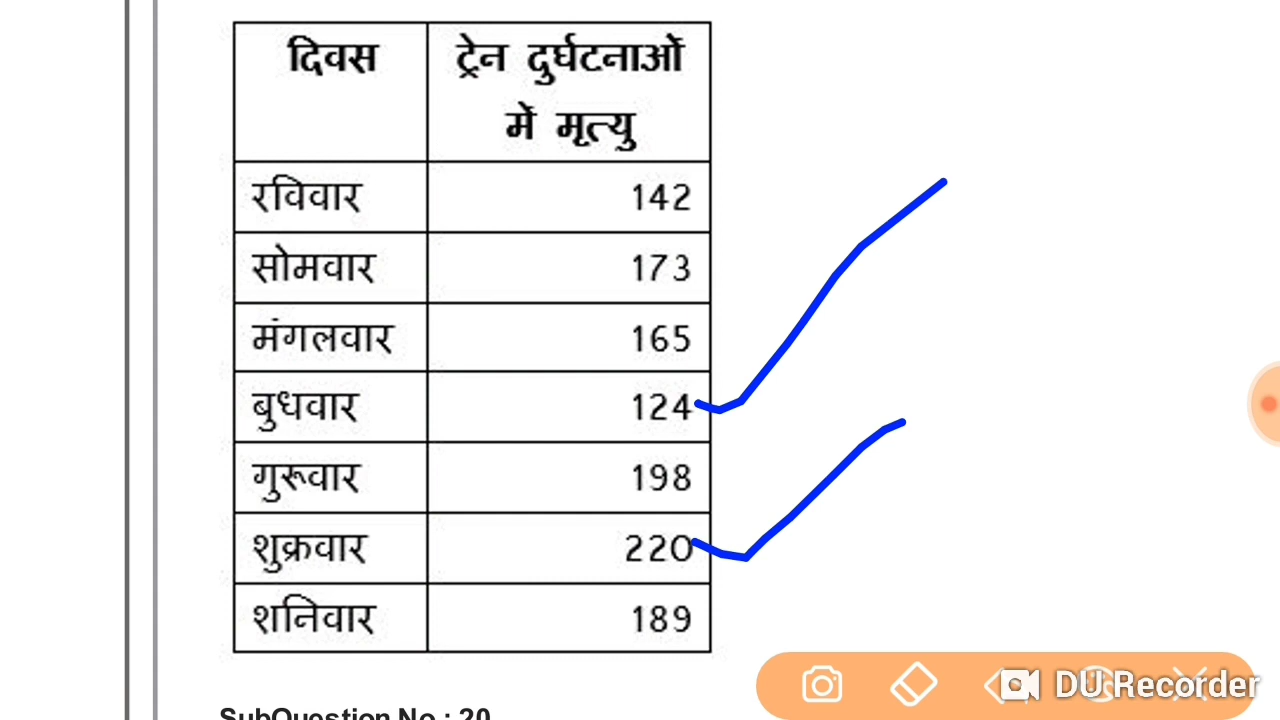 दिवस ट्रेन दुर्घटनाओं
में मृत्यु
रविवार 142
सोमवार 173
मंगलवार 165
बुधवार 124
गुरूवार 198
शुक्रवार 220
शनिवार 189
SubQuestion No : 20
DU Recorder